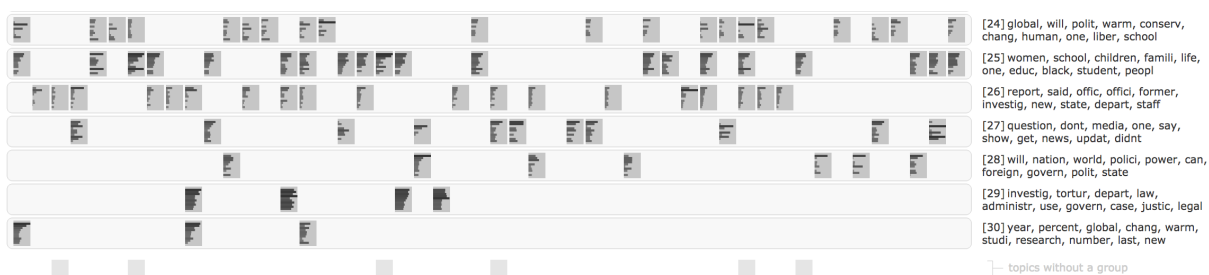 [24] global, will, polit, warm, conserv,
chang, human, one, liber, school
[25] women, school, children, famili, life,
one, educ, black, student, peopl
[26] report, said, offic, offici, former,
investig, new, state, depart, staff
[27] question, dont, media, one, say,
show, get, news, updat, didnt
[28] will, nation, world, polici, power, can,
foreign, govern, polit, state
[29] investig, tortur, depart, law,
administr, use, govern, case, justic, legal
[30] year, percent, global, chang, warm,
studi, research, number, last, new
topics without a group